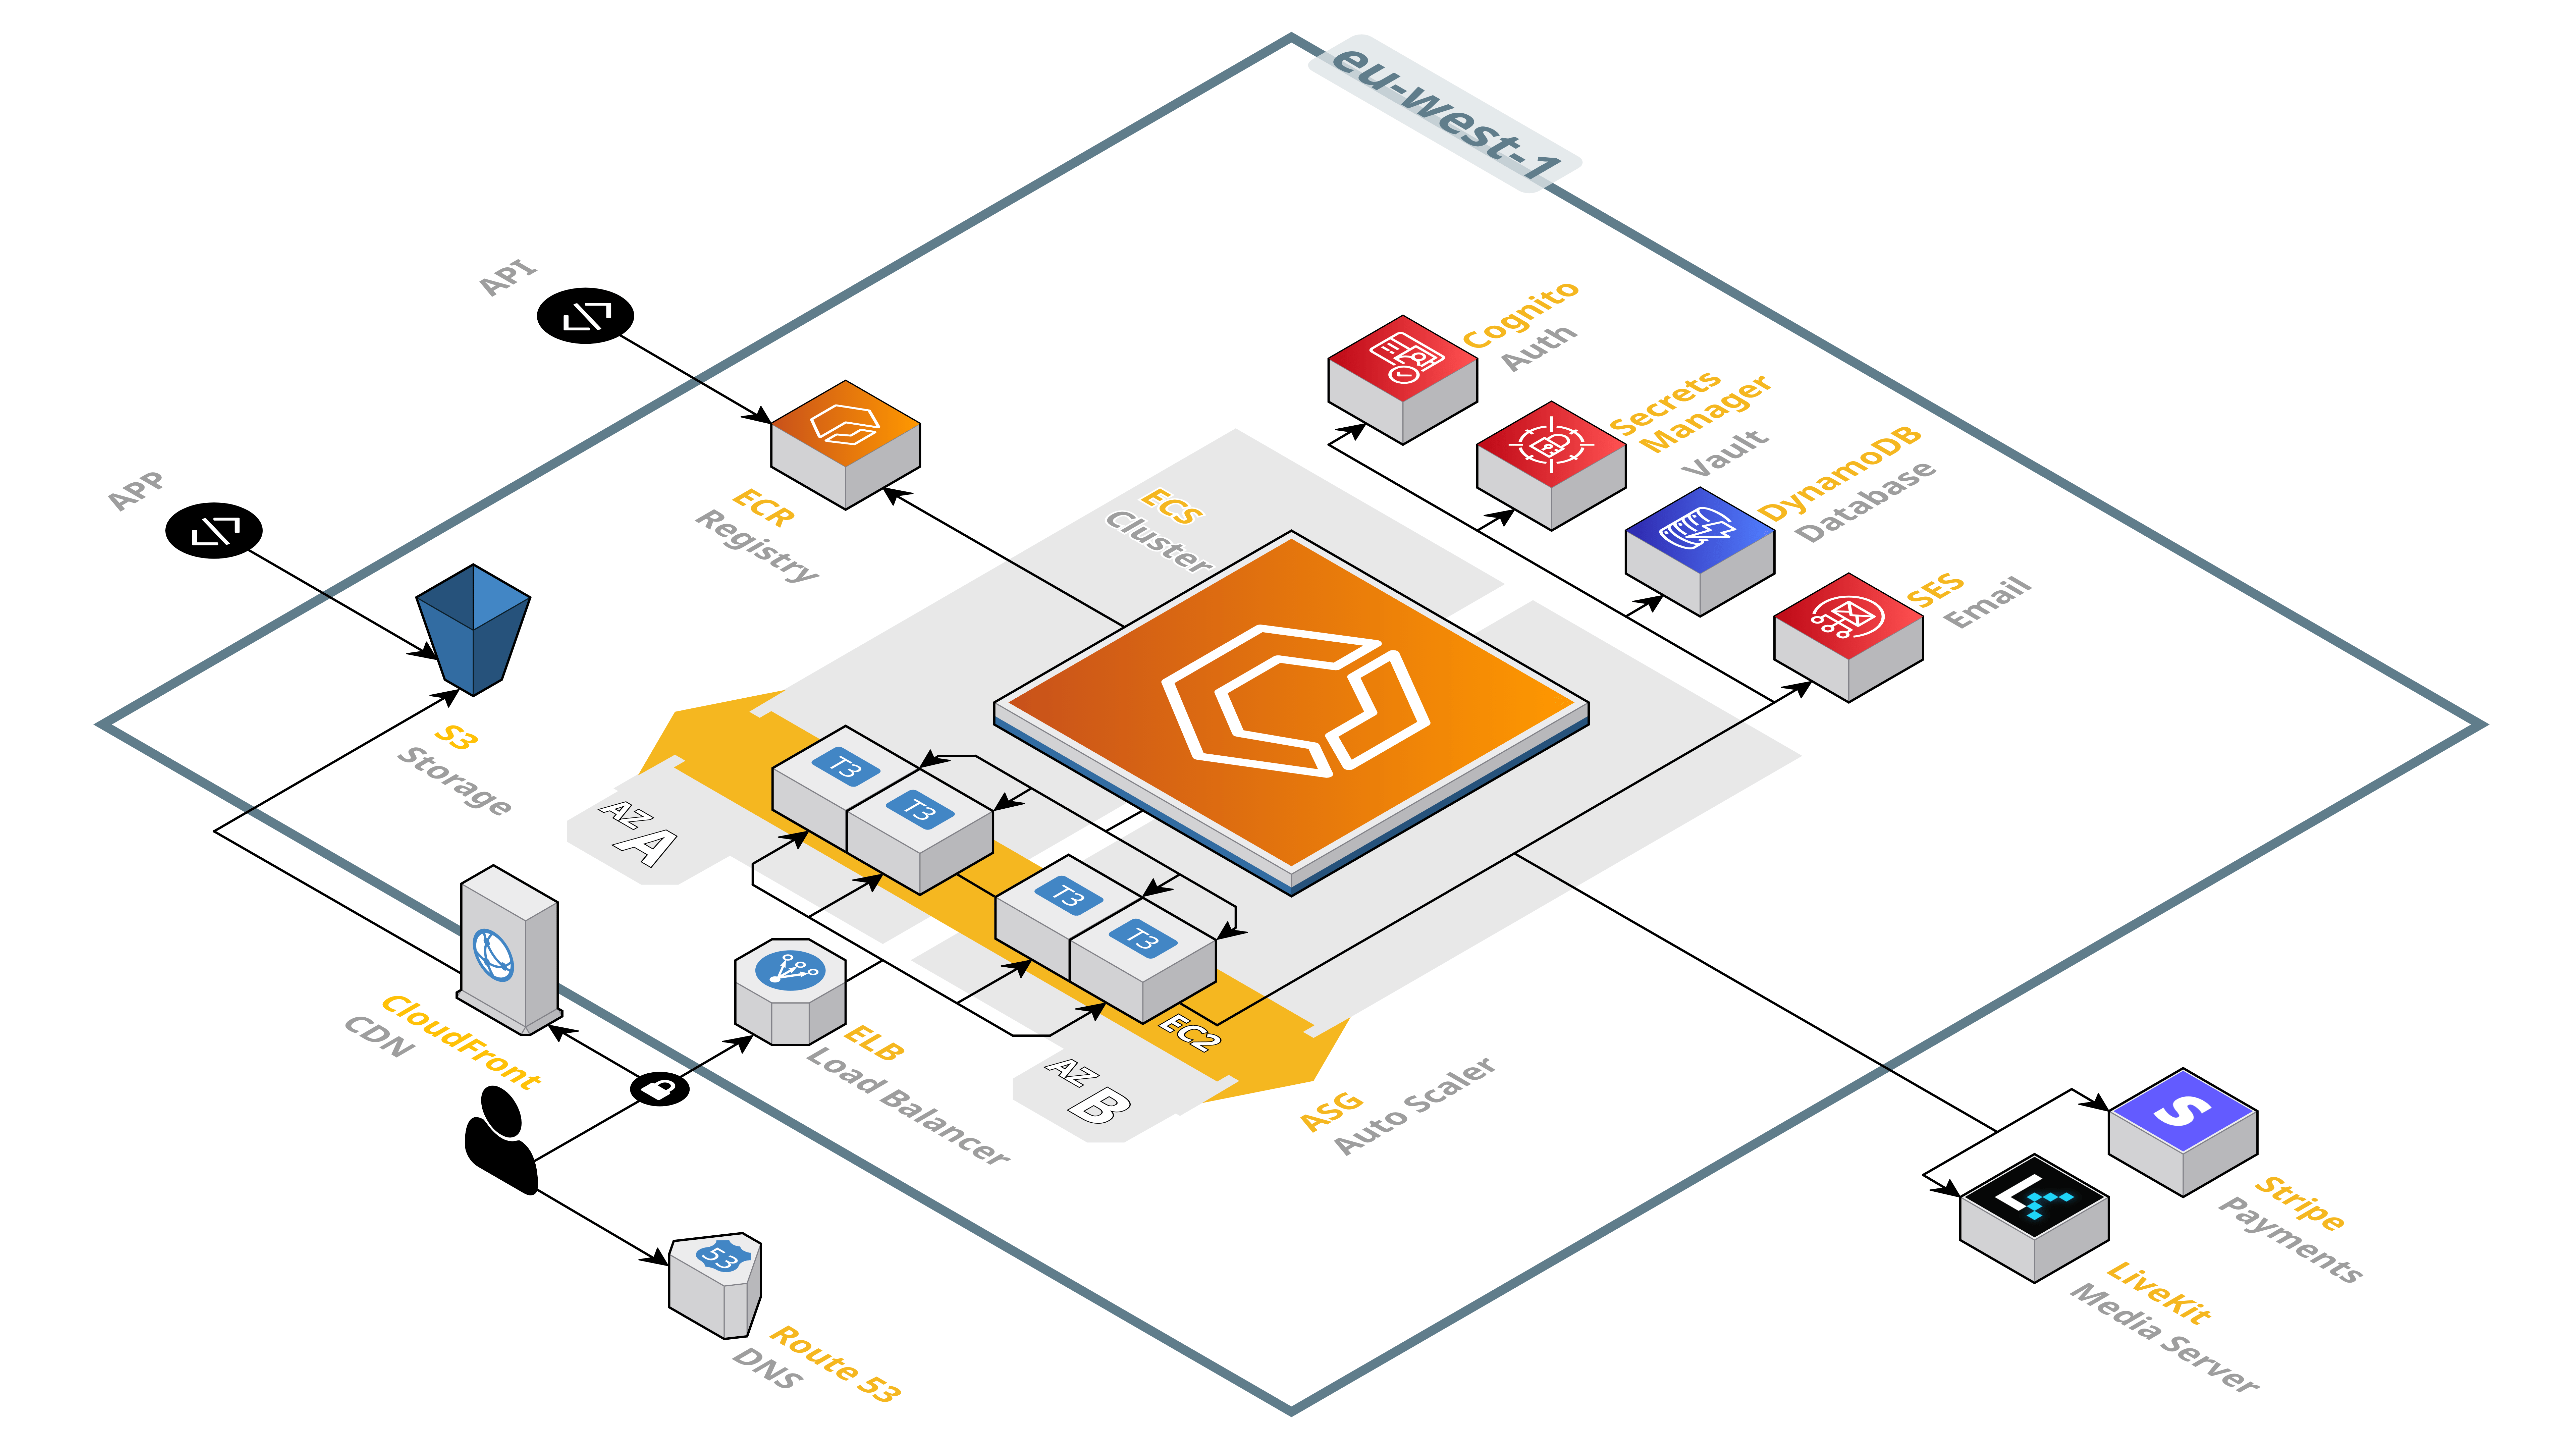 eu-west-1
API
APP
ECR
Registry
S3
Storage
ECS
Cluster
Cognito
Auth
Secrets
Manager
Vault
DynamoDB
Database
SES
Email
T3
T3
T3
T3
AZ
A
AZ
B
EC2
ASG
Auto Scaler
CloudFront
CDN
ELB
Load Balancer
53
Route 53
DNS
S
Stripe
Payments
LiveKit
Media Server